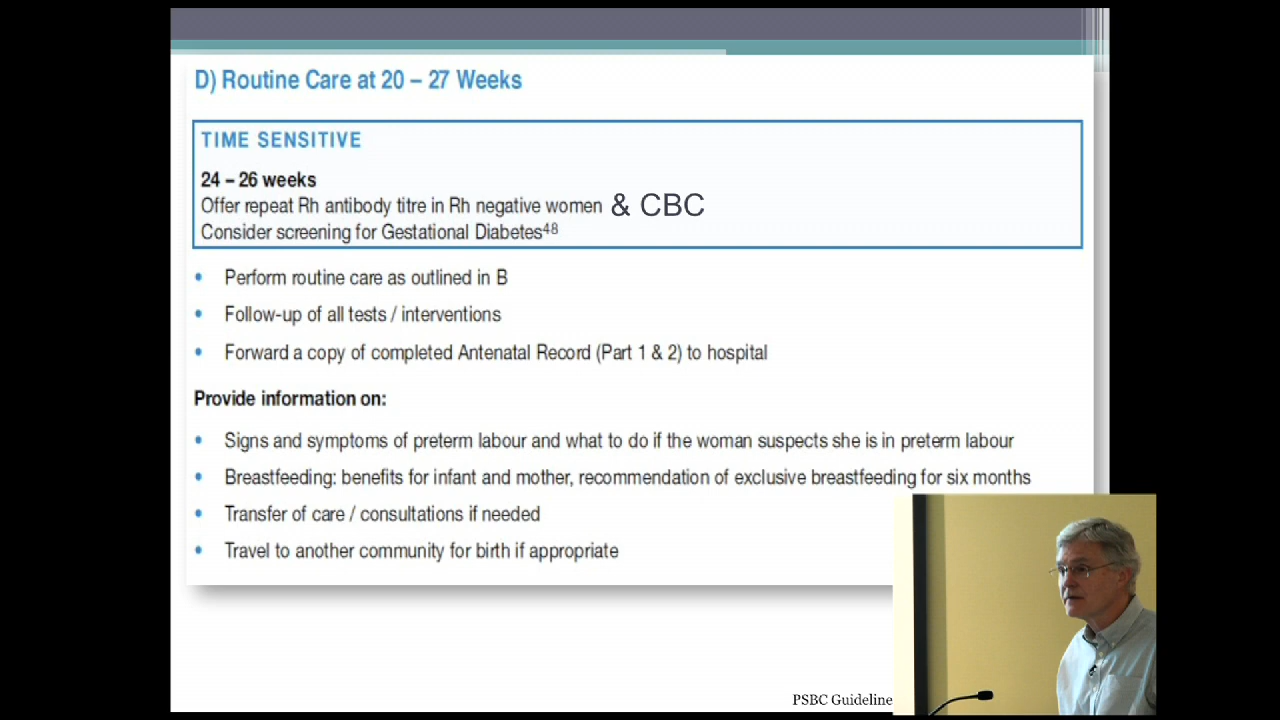 D) Routine Care at 20 – 27 Weeks
TIME SENSITIVE
24 – 26 weeks
Offer repeat Rh antibody titre in Rh negative women & CBC
Consider screening for Gestational Diabetes48
• Perform routine care as outlined in B
• Follow-up of all tests / interventions
• Forward a copy of completed Antenatal Record (Part 1 & 2) to hospital
Provide information on:
• Signs and symptoms of preterm labour and what to do if the woman suspects she is in preterm labour
• Breastfeeding: benefits for infant and mother, recommendation of exclusive breastfeeding for six months
• Transfer of care / consultations if needed
• Travel to another community for birth if appropriate
PSBC Guideline